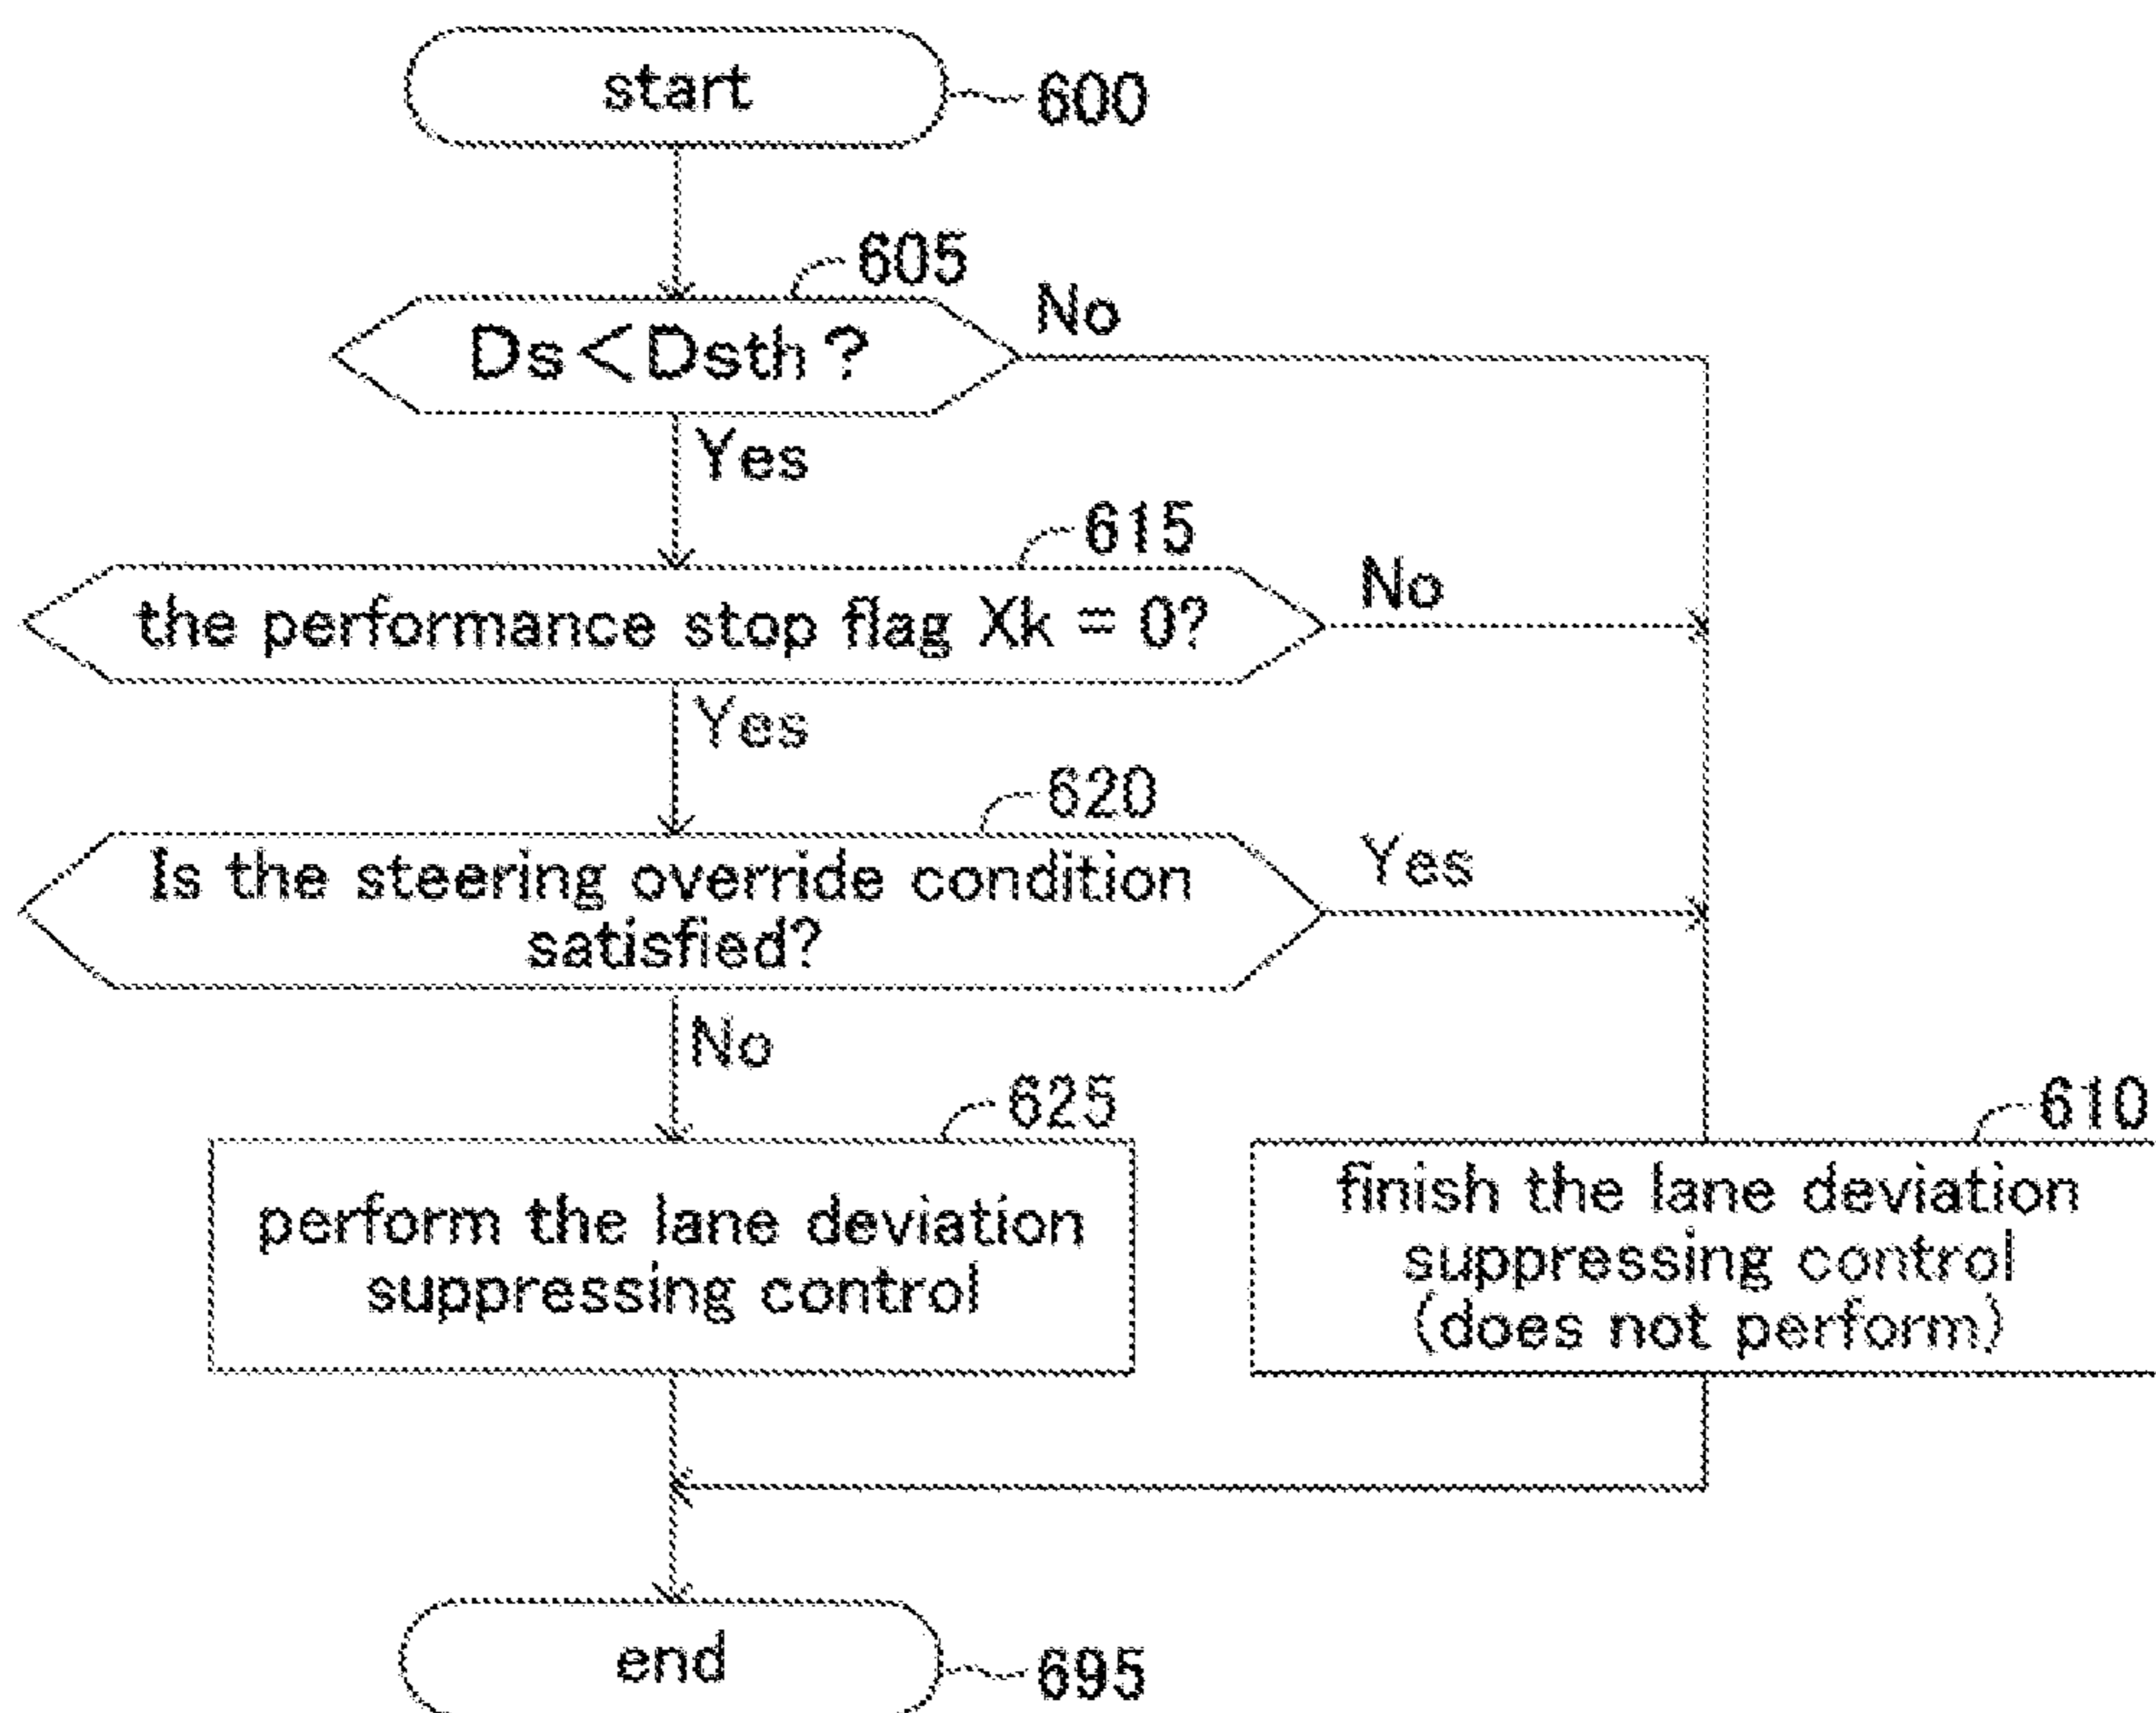 start
600
605
Ds<Dsth?
No
Yes
615
the performance stop flag Xk = 0?
No
Yes
620
Is the steering override condition
satisfied?
Yes
No
625
perform the lane deviation
suppressing control
610
finish the lane deviation
suppressing control
(does not perform)
end
695